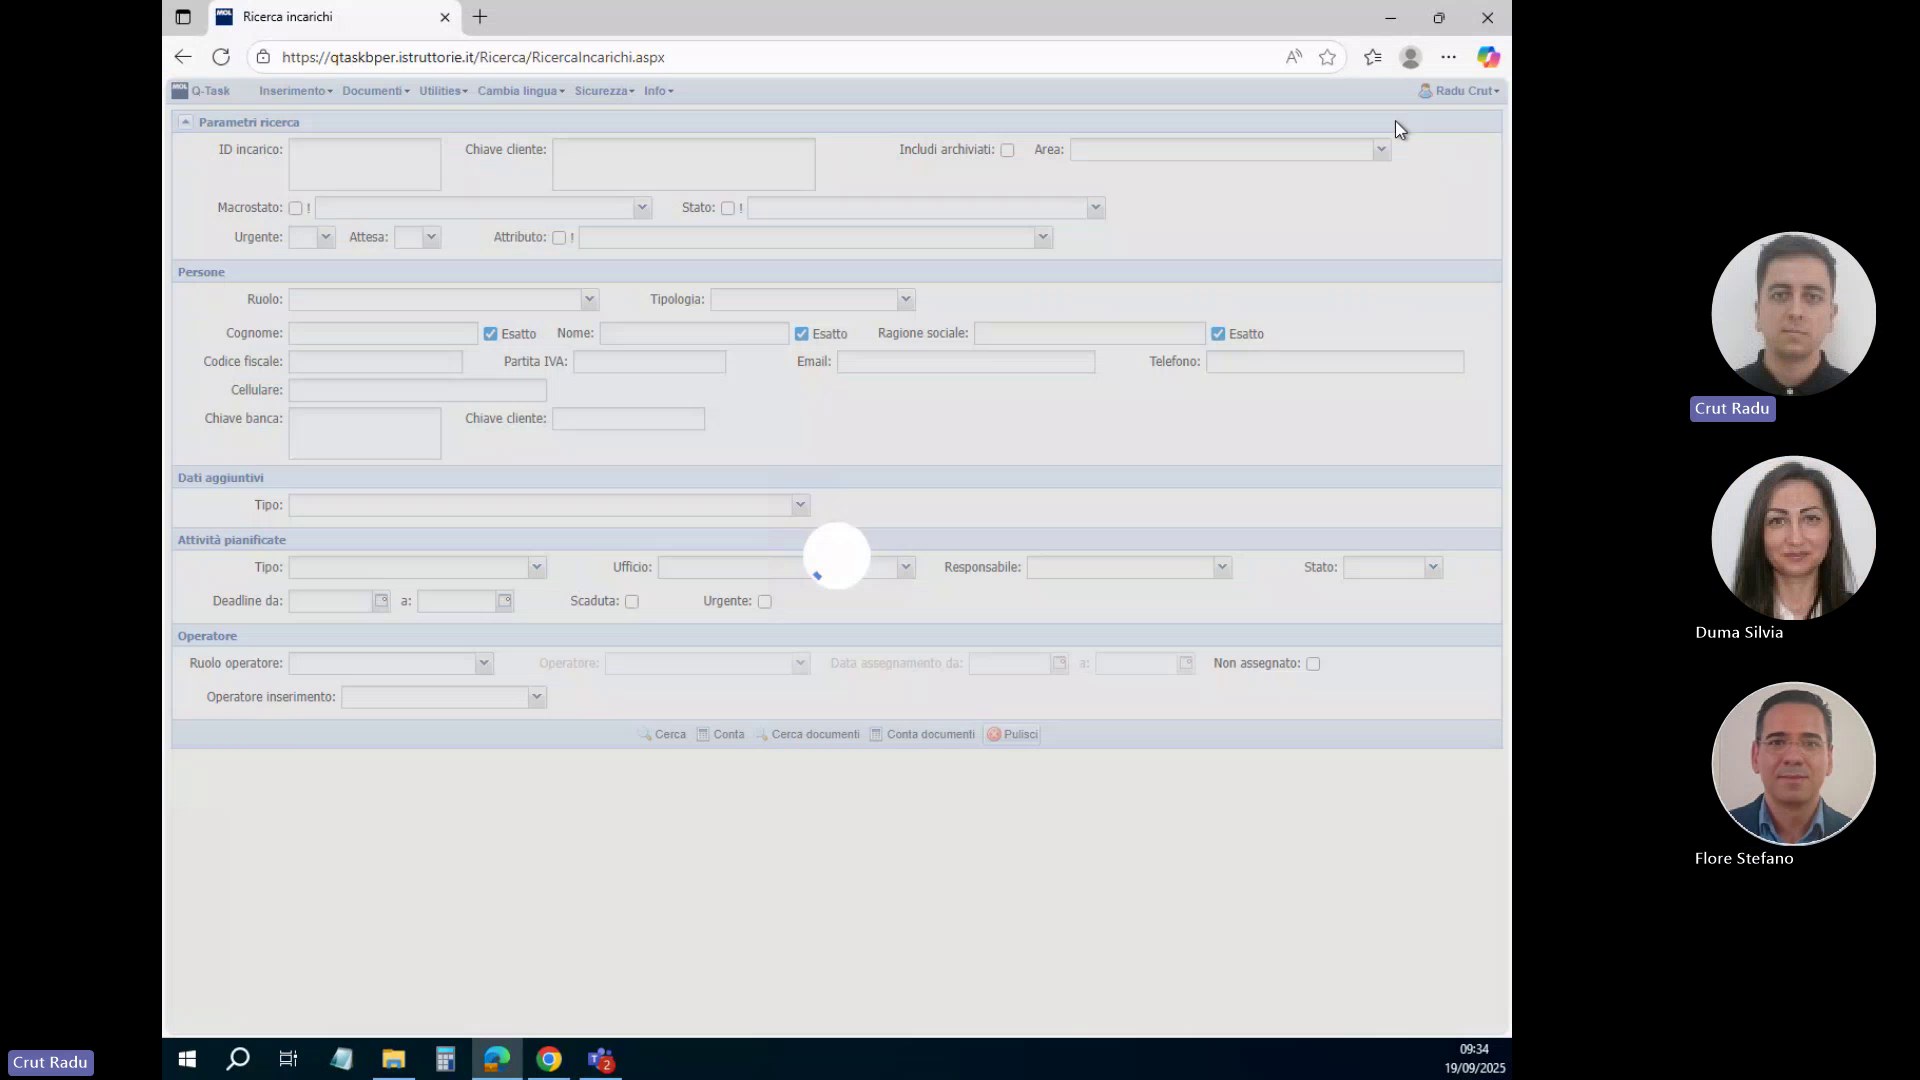 MOL Ricerca incarichi
https://qtaskbper.istruttorie.it/Ricerca/RicercaIncarichi.aspx
MOL Q-Task Inserimento Documenti Utilities Cambia lingua Sicurezza Info Radu Crut
Parametri ricerca
ID incarico: Chiave cliente: Includi archiviati: Area:
Macrostato: ! Stato: !
Urgente: Attesa: Attributo: !
Persone
Ruolo: Tipologia:
Cognome: Esatto Nome: Esatto Ragione sociale: Esatto
Codice fiscale: Partita IVA: Email: Telefono:
Cellulare:
Chiave banca: Chiave cliente:
Dati aggiuntivi
Tipo:
Attività pianificate
Tipo: Ufficio: Responsabile: Stato:
Deadline da: a: Scaduta: Urgente:
Operatore
Ruolo operatore: Operatore: Data assegnamento da: a: Non assegnato:
Operatore inserimento:
Cerca Conta Cerca documenti Conta documenti Pulisci
2
09:34
19/09/2025
Crut Radu
Duma Silvia
Flore Stefano
Crut Radu